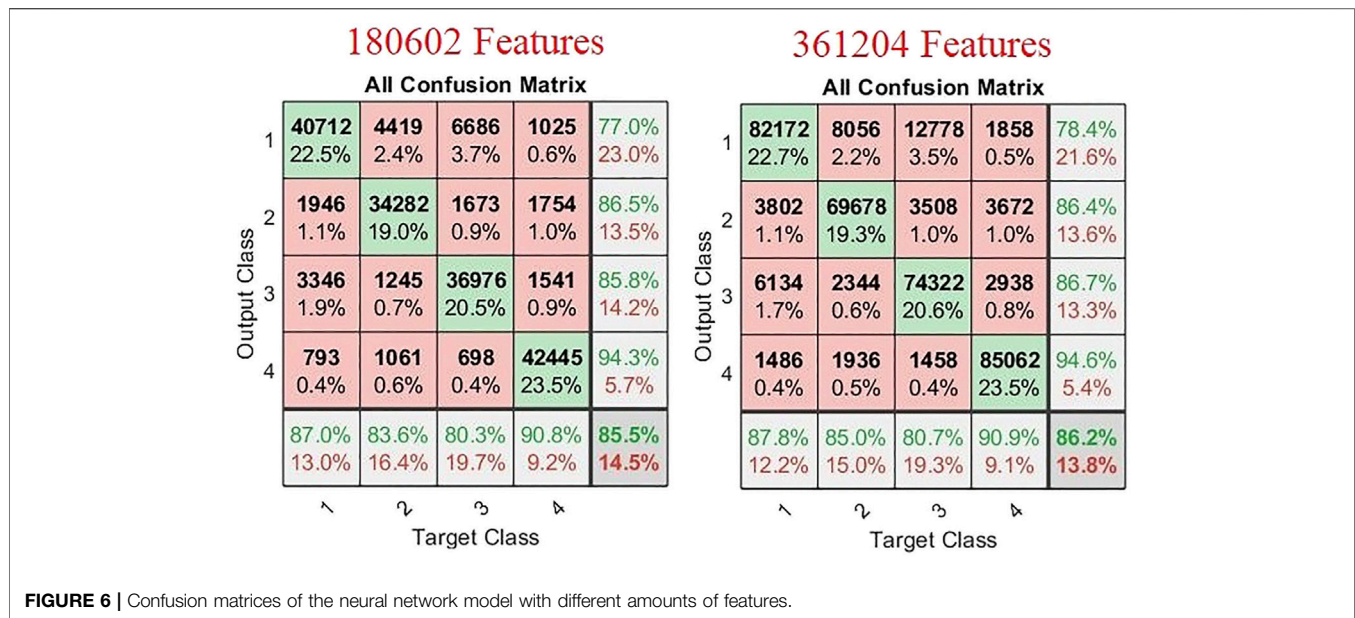 180602 Features
All Confusion Matrix
Output Class
1
40712 4419 6686 1025 77.0%
22.5% 2.4% 3.7% 0.6% 23.0%
2
1946 34282 1673 1754 86.5%
1.1% 19.0% 0.9% 1.0% 13.5%
3
3346 1245 36976 1541 85.8%
1.9% 0.7% 20.5% 0.9% 14.2%
4
793 1061 698 42445 94.3%
0.4% 0.6% 0.4% 23.5% 5.7%
87.0% 83.6% 80.3% 90.8% 85.5%
13.0% 16.4% 19.7% 9.2% 14.5%
1 2 3 4
Target Class
361204 Features
All Confusion Matrix
Output Class
1
82172 8056 12778 1858 78.4%
22.7% 2.2% 3.5% 0.5% 21.6%
2
3802 69678 3508 3672 86.4%
1.1% 19.3% 1.0% 1.0% 13.6%
3
6134 2344 74322 2938 86.7%
1.7% 0.6% 20.6% 0.8% 13.3%
4
1486 1936 1458 85062 94.6%
0.4% 0.5% 0.4% 23.5% 5.4%
87.8% 85.0% 80.7% 90.9% 86.2%
12.2% 15.0% 19.3% 9.1% 13.8%
1 2 3 4
Target Class
FIGURE 6 | Confusion matrices of the neural network model with different amounts of features.